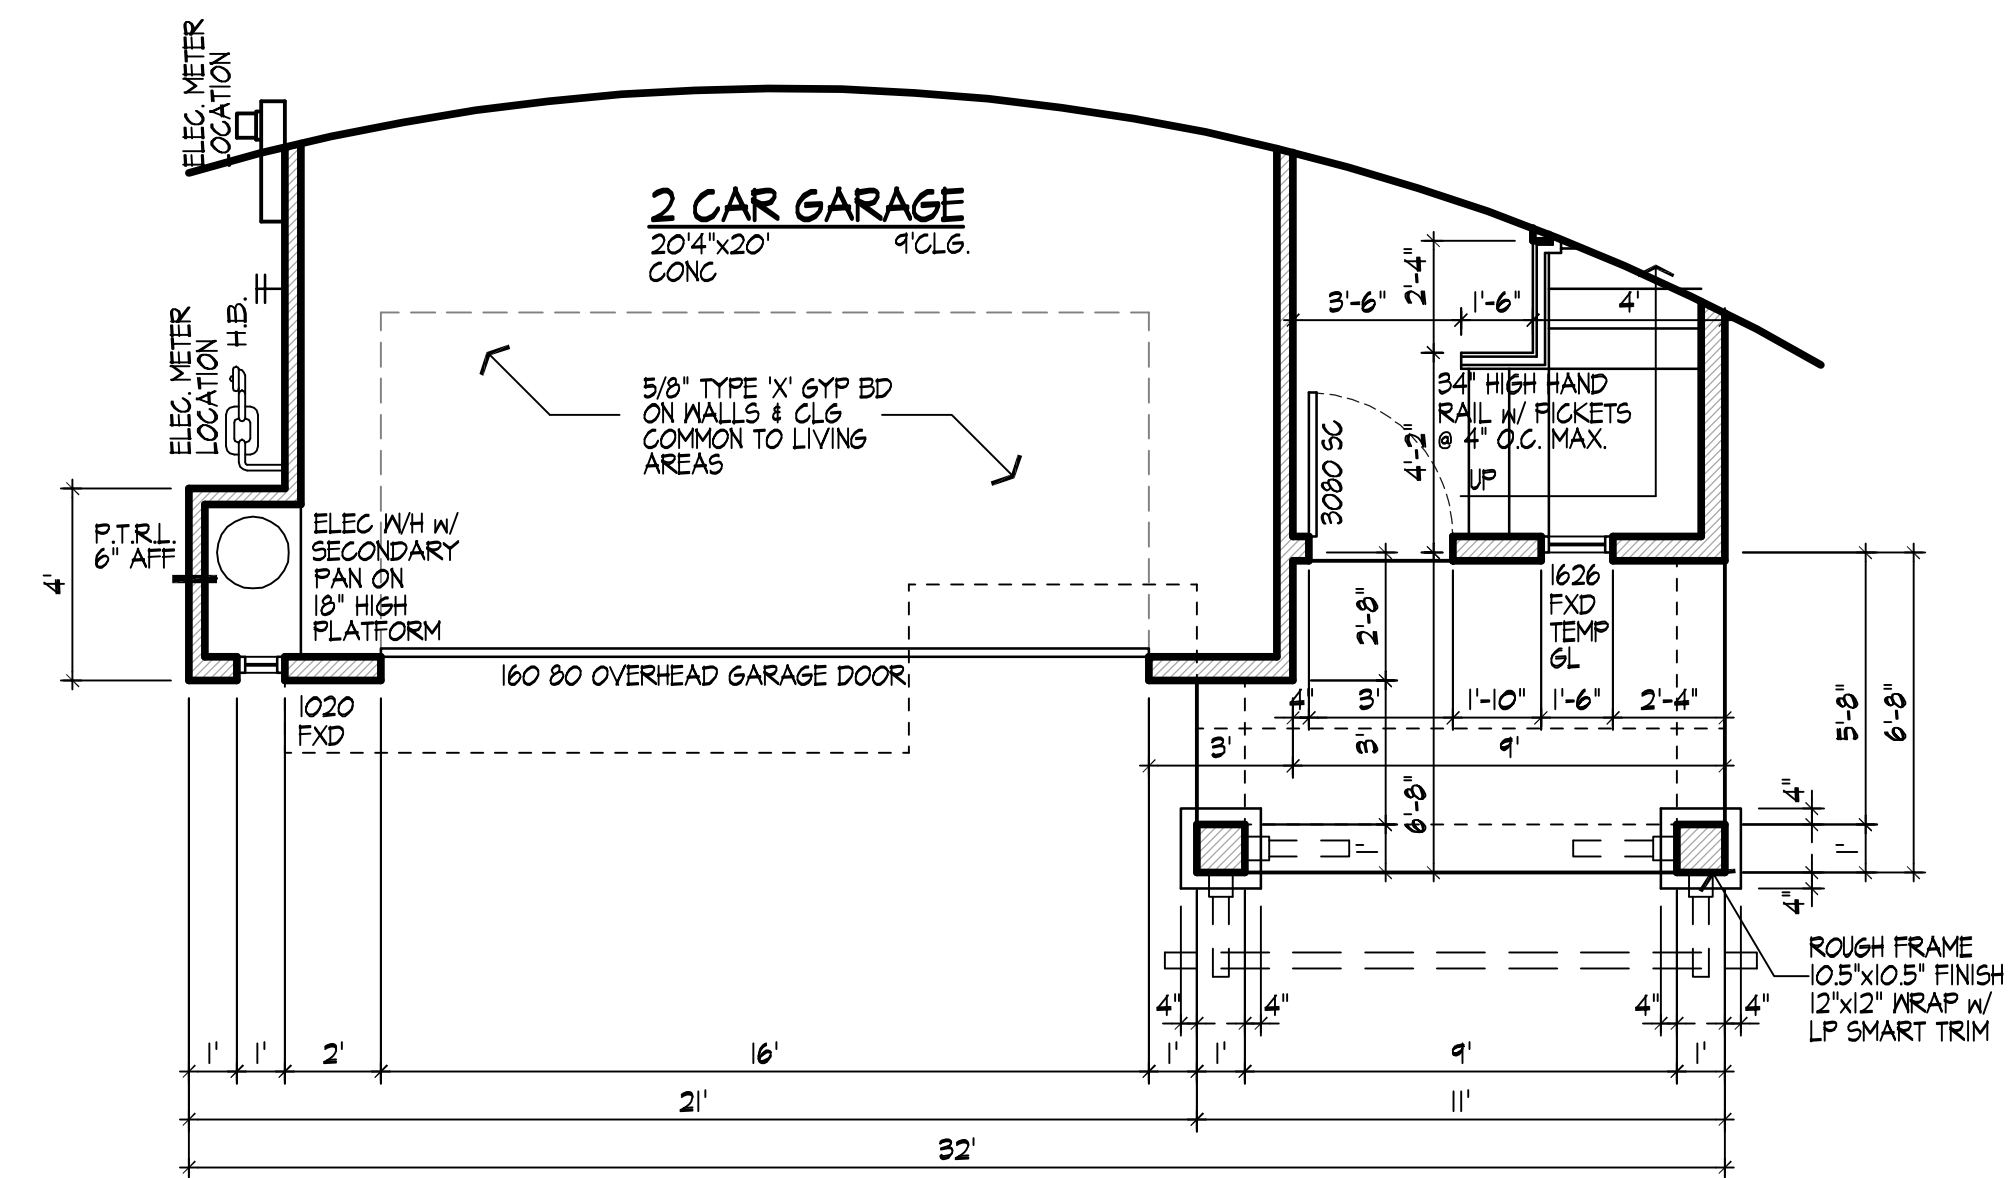 ELEC. METER
LOCATION
2 CAR GARAGE
20'4"x20' 9'CLG.
CONC
3'-6"
2'-4"
1'-6"
4'
ELEC. METER
LOCATION
H.B.
5/8" TYPE 'X' GYP BD
ON WALLS & CLG
COMMON TO LIVING
AREAS
34" HIGH HAND
RAIL w/ PICKETS
@ 4" O.C. MAX.
4'-2"
3080 SC
UP
P.T.R.L.
6" AFF
4'
ELEC W/H w/
SECONDARY
PAN ON
18" HIGH
PLATFORM
160 80 OVERHEAD GARAGE DOOR
1020
FXD
1626
FXD
TEMP
GL
2'-8"
4"
3'
1'-10"
1'-6"
2'-4"
3'
3'
9'
6'-8"
1'
5'-8"
6'-8"
4"
1'
4"
ROUGH FRAME
10.5"x10.5" FINISH
12"x12" WRAP w/
LP SMART TRIM
4"
4"
4"
4"
1'
1'
2'
16'
1'
1'
9'
1'
21'
11'
32'